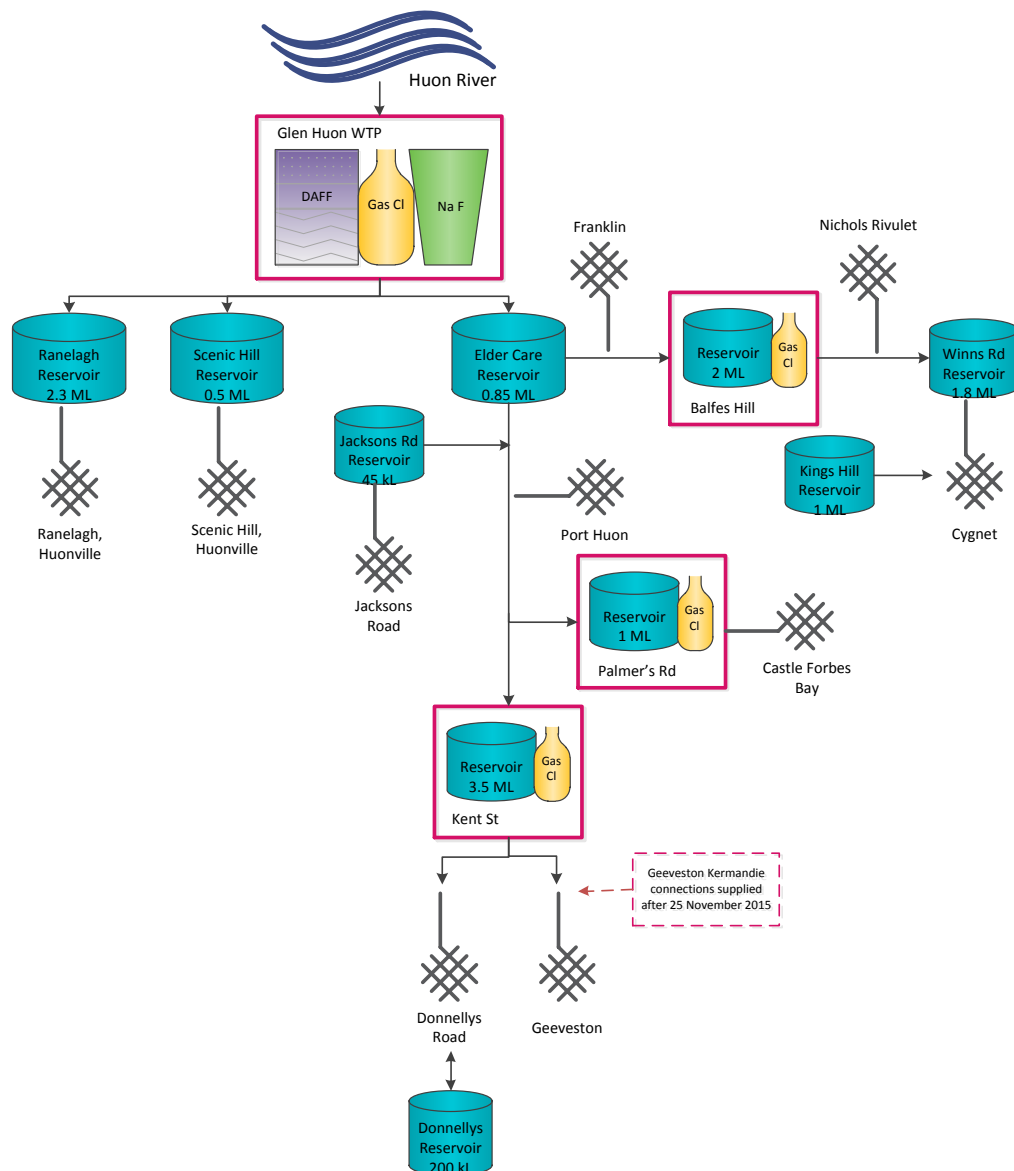 Huon River
Glen Huon WTP
DAFF
Gas Cl
Na F
Franklin
Nichols Rivulet
Ranelagh
Reservoir
2.3 ML
Scenic Hill
Reservoir
0.5 ML
Elder Care
Reservoir
0.85 ML
Reservoir
2 ML
Gas
Cl
Balfes Hill
Winns Rd
Reservoir
1.8 ML
Jacksons Rd
Reservoir
45 kL
Kings Hill
Reservoir
1 ML
Ranelagh,
Huonville
Scenic Hill,
Huonville
Port Huon
Cygnet
Jacksons
Road
Reservoir
1 ML
Gas
Cl
Palmer's Rd
Castle Forbes
Bay
Reservoir
3.5 ML
Gas
Cl
Kent St
Geeveston Kermandie
connections supplied
after 25 November 2015
Donnellys
Road
Geeveston
Donnellys
Reservoir
200 kL